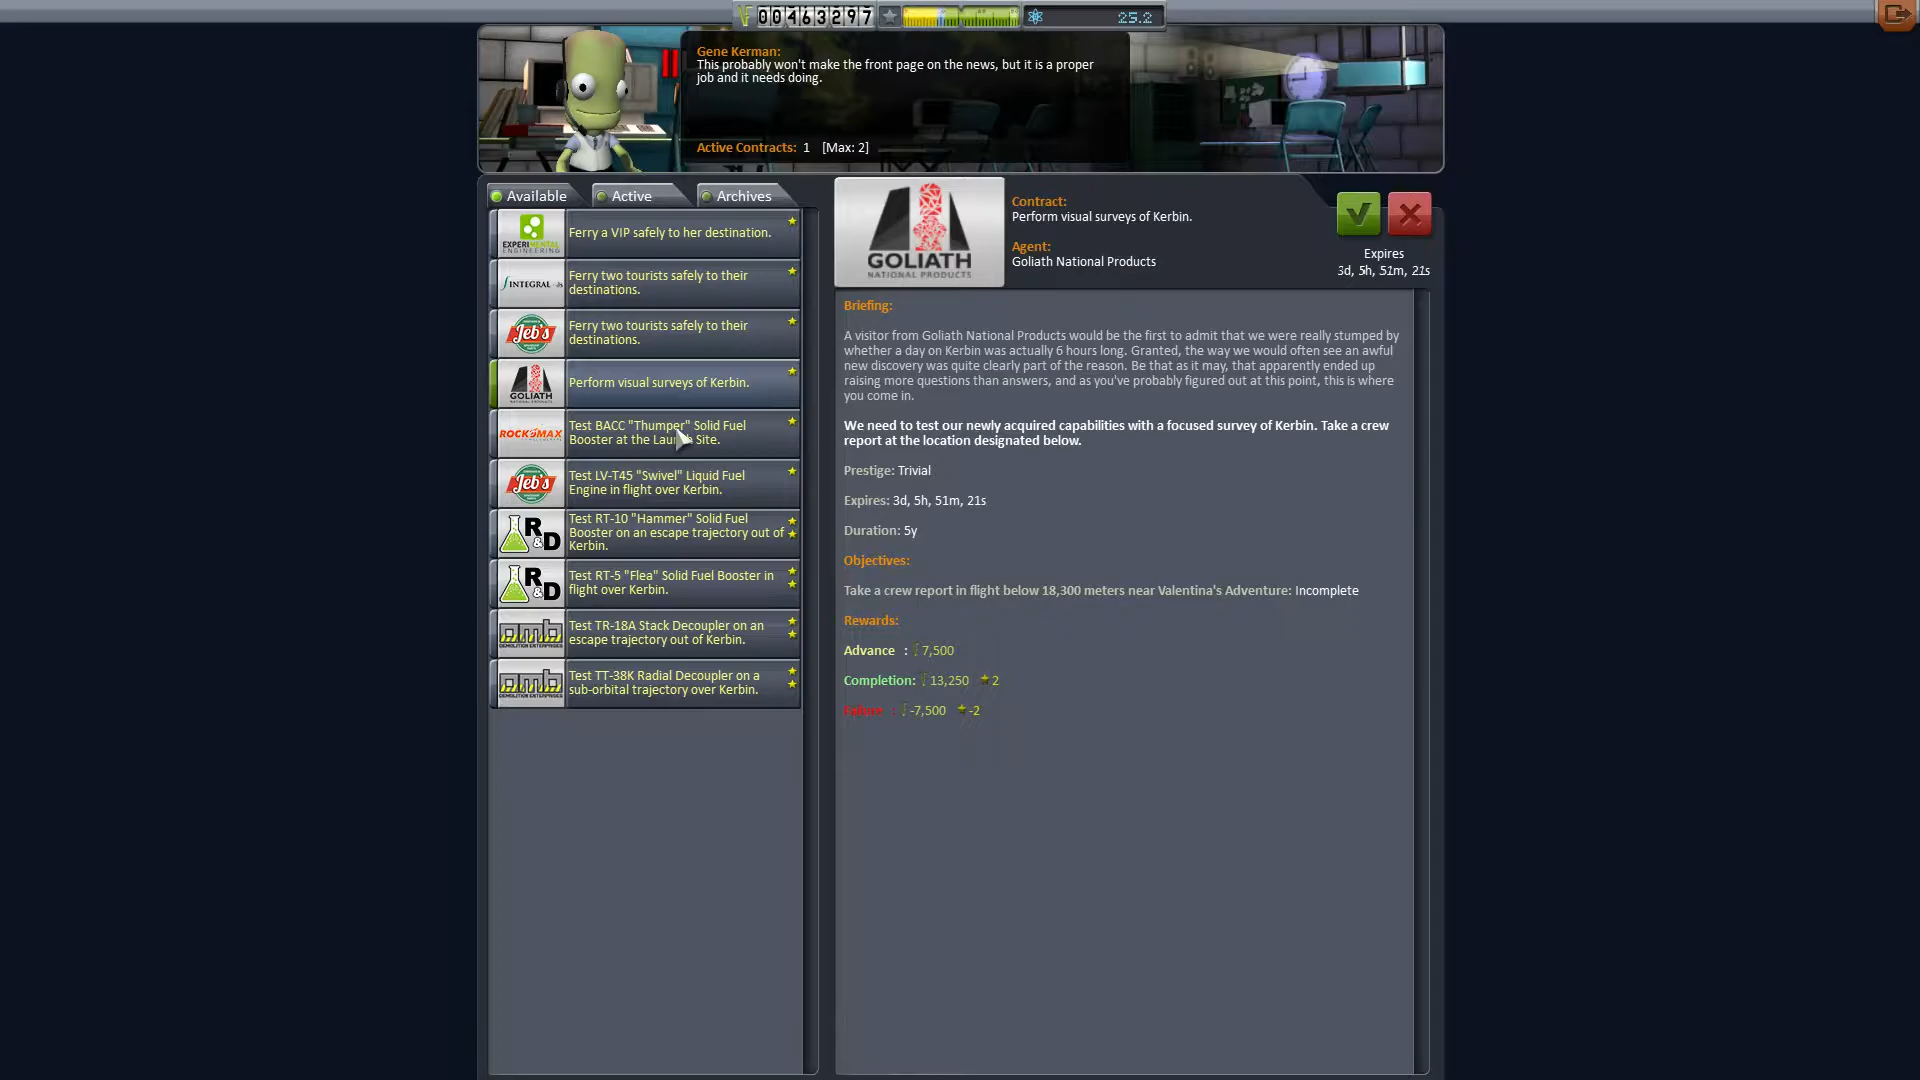 00463297
25.2
Gene Kerman:
This probably won't make the front page on the news, but it is a proper
job and it needs doing.
Active Contracts: 1 [Max: 2]
Available
Active
Archives
EXPERIMENTAL
ENGINEERING
Ferry a VIP safely to her destination.
INTEGRAL
Ferry two tourists safely to their
destinations.
Jeb's
Ferry two tourists safely to their
destinations.
GOLIATH
NATIONAL PRODUCTS
Perform visual surveys of Kerbin.
ROCKOMAX
Test BACC "Thumper" Solid Fuel
Booster at the Launch Site.
Jeb's
Test LV-T45 "Swivel" Liquid Fuel
Engine in flight over Kerbin.
R&D
Test RT-10 "Hammer" Solid Fuel
Booster on an escape trajectory out of
Kerbin.
R&D
Test RT-5 "Flea" Solid Fuel Booster in
flight over Kerbin.
OMB
DEMOLITION ENTERPRISES
Test TR-18A Stack Decoupler on an
escape trajectory out of Kerbin.
OMB
DEMOLITION ENTERPRISES
Test TT-38K Radial Decoupler on a
sub-orbital trajectory over Kerbin.
GOLIATH
NATIONAL PRODUCTS
Contract:
Perform visual surveys of Kerbin.
Agent:
Goliath National Products
Expires
3d, 5h, 51m, 21s
Briefing:
A visitor from Goliath National Products would be the first to admit that we were really stumped by
whether a day on Kerbin was actually 6 hours long. Granted, the way we would often see an awful
new discovery was quite clearly part of the reason. Be that as it may, that apparently ended up
raising more questions than answers, and as you've probably figured out at this point, this is where
you come in.
We need to test our newly acquired capabilities with a focused survey of Kerbin. Take a crew
report at the location designated below.
Prestige: Trivial
Expires: 3d, 5h, 51m, 21s
Duration: 5y
Objectives:
Take a crew report in flight below 18,300 meters near Valentina's Adventure: Incomplete
Rewards:
Advance : 7,500
Completion: 13,250 2
Failure : -7,500 -2